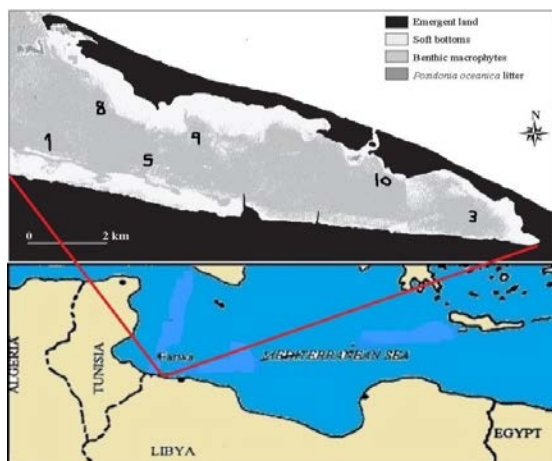 Emergent land
Soft bottoms
Benthic macrophytes
Posidonia oceanica litter
N
8
1
5
9
10
3
0 2 km
Farwa
MEDITERRANEAN SEA
ALGERIA
TUNISIA
LIBYA
EGYPT